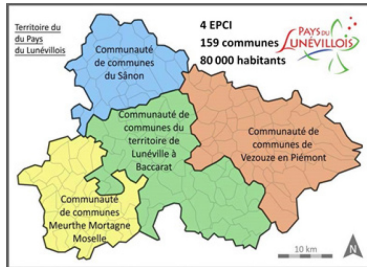 Territoire du
du Pays
du Lunévillois
4 EPCI
159 communes
80 000 habitants
PAYS DU
LUNÉVILLOIS
Communauté
de communes
du Sânon
Communauté de
communes du
territoire de
Lunéville à
Baccarat
Communauté
de communes de
Vezouze en Piémont
Communauté
de communes
Meurthe Mortagne
Moselle
10 km
N